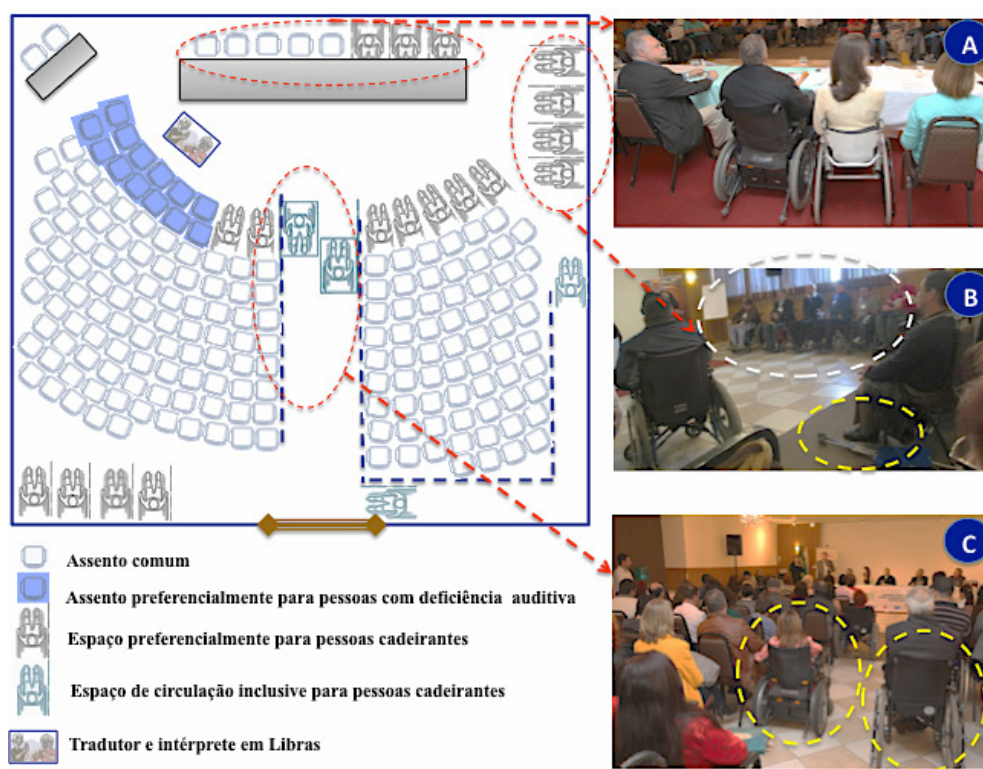 A
B
C
Assento comum
Assento preferencialmente para pessoas com deficiência auditiva
Espaço preferencialmente para pessoas cadeirantes
Espaço de circulação inclusive para pessoas cadeirantes
Tradutor e intérprete em Libras